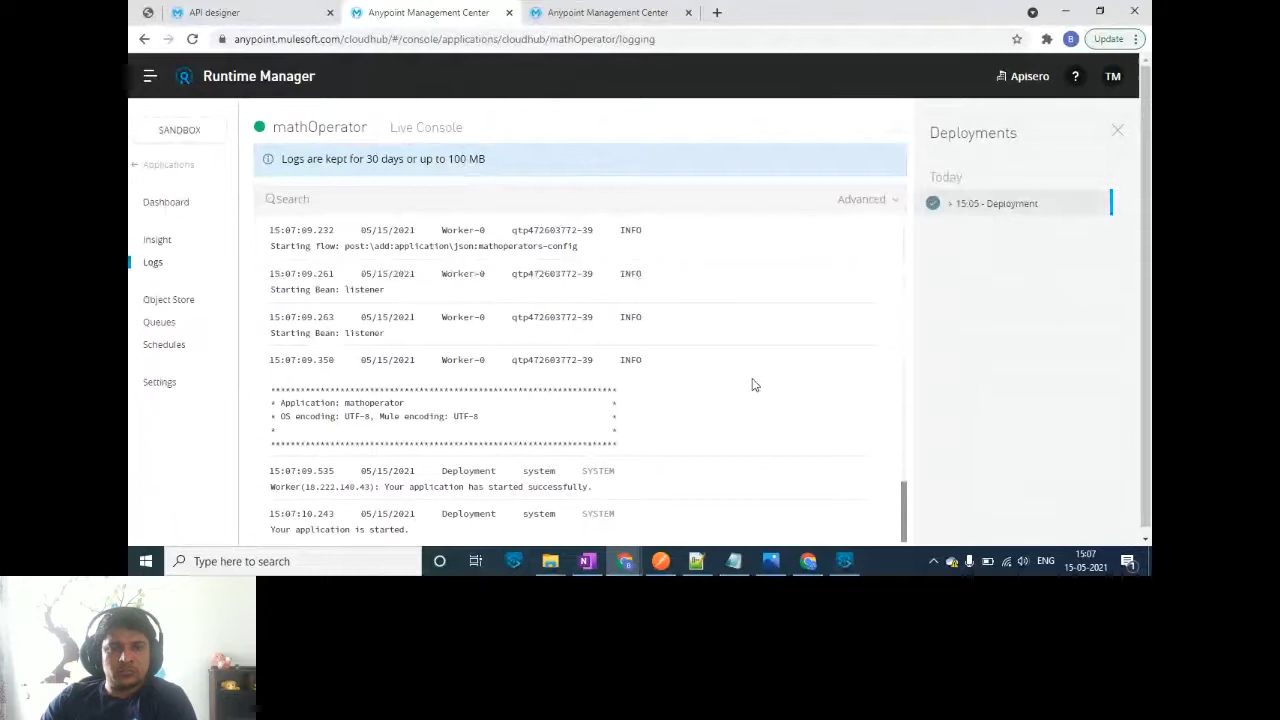 API designer
Anypoint Management Center
Anypoint Management Center
anypoint.mulesoft.com/cloudhub/#/console/applications/cloudhub/mathOperator/logging
B
Update
Runtime Manager
Apisero
?
TM
SANDBOX
Applications
Dashboard
Insight
Logs
Object Store
Queues
Schedules
Settings
mathOperator
Live Console
Logs are kept for 30 days or up to 100 MB
Search
Advanced
15:07:09.232 05/15/2021 Worker-0 qtp472603772-39 INFO
Starting flow: post:\add:application\json:mathoperators-config
15:07:09.261 05/15/2021 Worker-0 qtp472603772-39 INFO
Starting Bean: listener
15:07:09.263 05/15/2021 Worker-0 qtp472603772-39 INFO
Starting Bean: listener
15:07:09.350 05/15/2021 Worker-0 qtp472603772-39 INFO
**********************************************************************
* Application: mathoperator *
* OS encoding: UTF-8, Mule encoding: UTF-8 *
* *
**********************************************************************
15:07:09.535 05/15/2021 Deployment system SYSTEM
Worker(18.222.140.43): Your application has started successfully.
15:07:10.243 05/15/2021 Deployment system SYSTEM
Your application is started.
Deployments
Today
15:05 - Deployment
Type here to search
ENG
15:07
15-05-2021